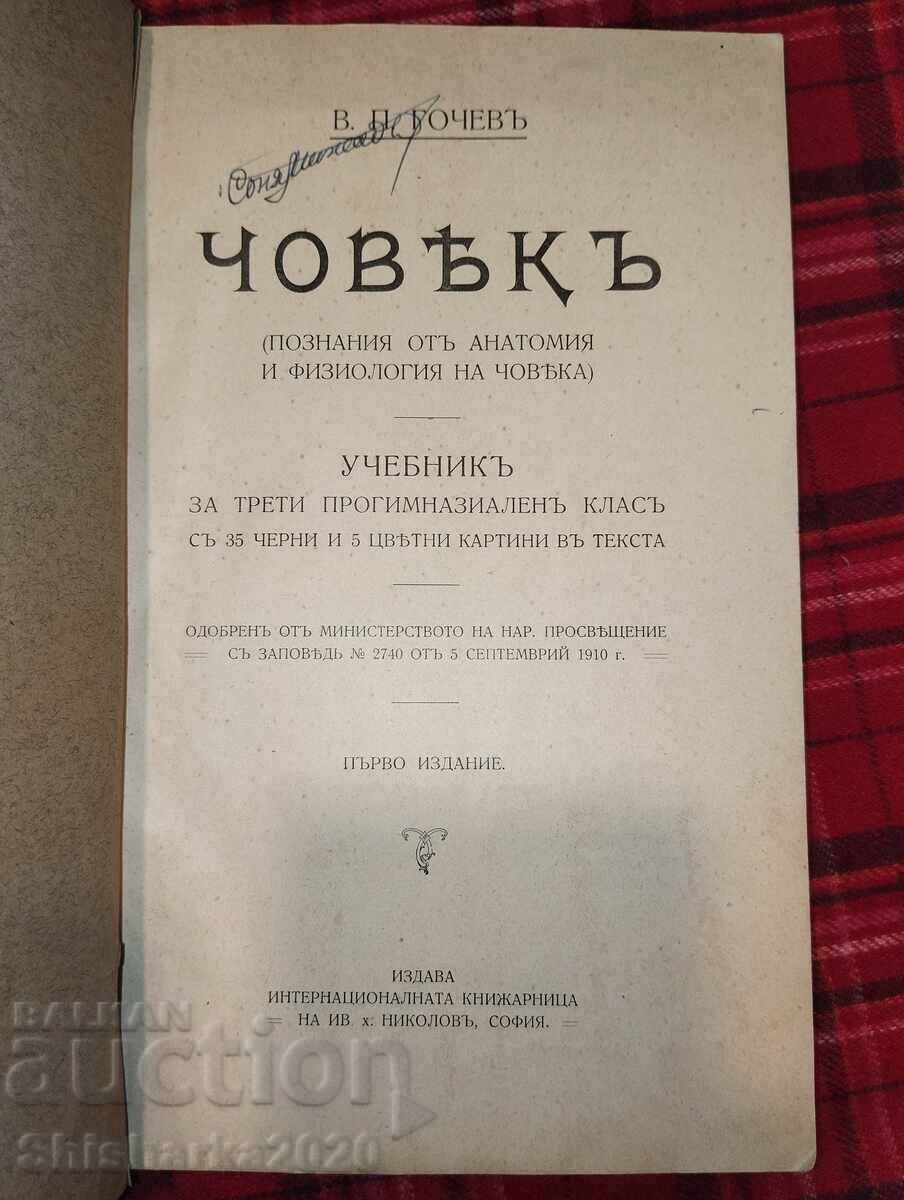 В. П.
Соня
ЧОВѢКЪ
(ПОЗНАНИЯ ОТЪ АНАТОМИЯ
И ФИЗИОЛОГИЯ НА ЧОВѢКА)
УЧЕБНИКЪ
ЗА ТРЕТИ ПРОГИМНАЗИАЛЕНЪ КЛАСЪ
СЪ 35 ЧЕРНИ И 5 ЦВѢТНИ КАРТИНИ ВЪ ТЕКСТА
ОДОБРЕНЪ ОТЪ МИНИСТЕРСТВОТО НА НАР. ПРОСВѢЩЕНИЕ
СЪ ЗАПОВѢДЬ № 2740 ОТЪ 5 СЕПТЕМВРИЙ 1910 г.
ПЪРВО ИЗДАНИЕ.
ИЗДАВА
ИНТЕРНАЦИОНАЛНАТА КНИЖАРНИЦА
НА ИВ. х. НИКОЛОВЪ, СОФИЯ.
BALKAN
auction
Shisharka2020